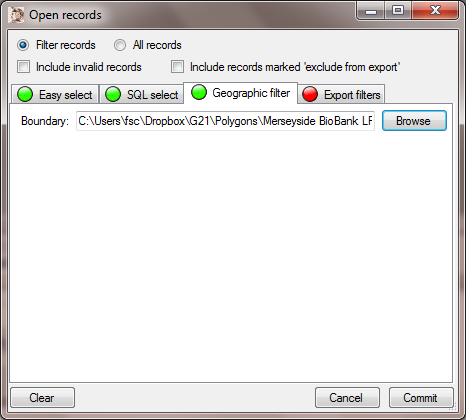 Open records
Filter records All records
Include invalid records Include records marked 'exclude from export'
Easy select SQL select Geographic filter Export filters
Boundary: C:\Users\fsc\Dropbox\G21\Polygons\Merseyside BioBank Browse
Clear Cancel Commit